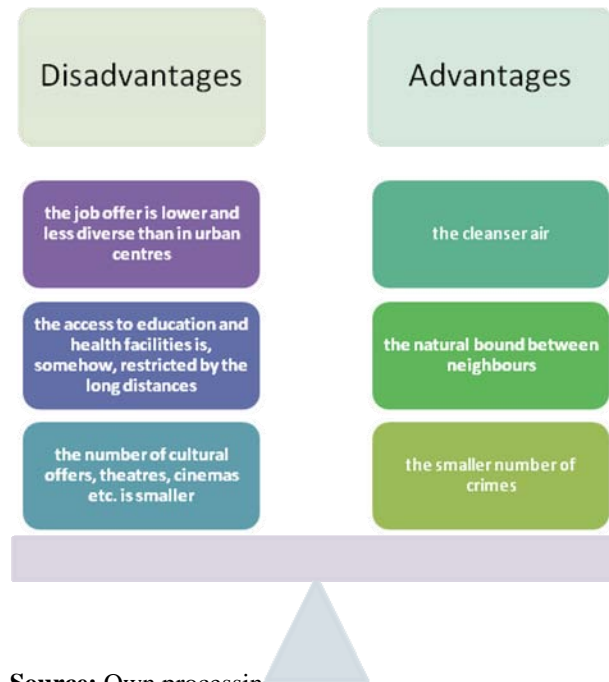 Disadvantages
the job offer is lower and
less diverse than in urban
centres
the access to education and
health facilities is,
somehow, restricted by the
long distances
the number of cultural
offers, theatres, cinemas
etc. is smaller
Advantages
the cleanser air
the natural bound between
neighbours
the smaller number of
crimes
Source: Own